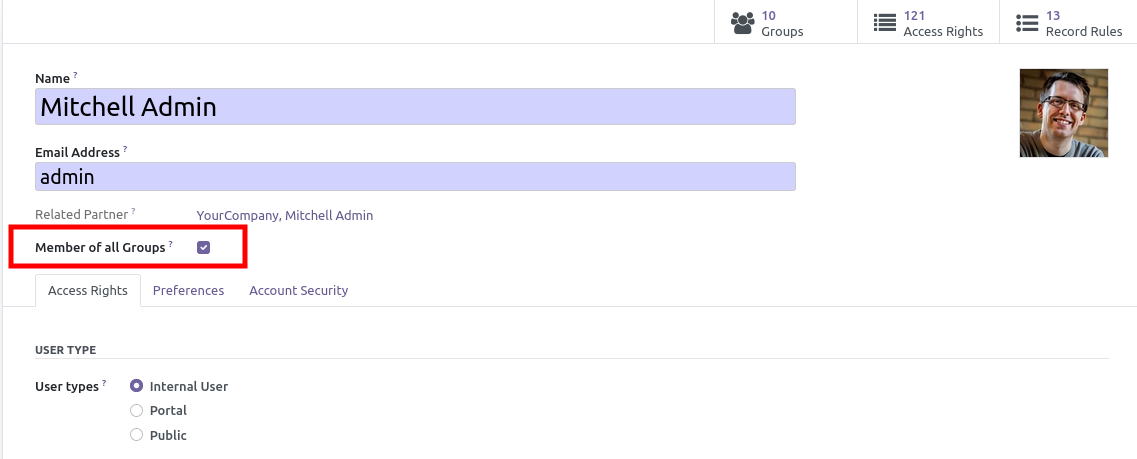 10
Groups
121
Access Rights
13
Record Rules
Name ?
Mitchell Admin
Email Address ?
admin
Related Partner ? YourCompany, Mitchell Admin
Member of all Groups ?
Access Rights Preferences Account Security
USER TYPE
User types ? Internal User
Portal
Public